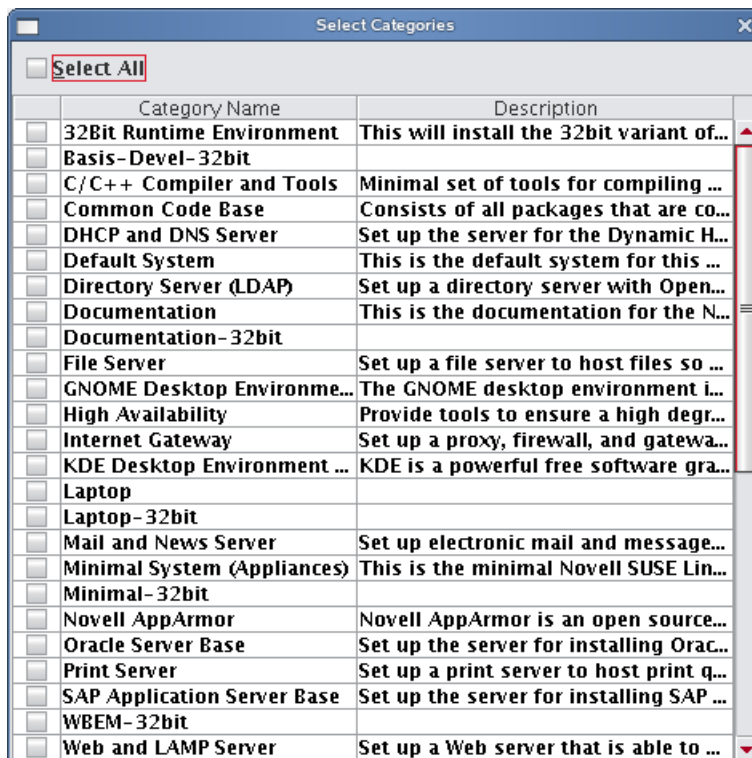 Select Categories
Select All
Category Name Description
32Bit Runtime Environment This will install the 32bit variant of...
Basis-Devel-32bit
C/C++ Compiler and Tools Minimal set of tools for compiling ...
Common Code Base Consists of all packages that are co...
DHCP and DNS Server Set up the server for the Dynamic H...
Default System This is the default system for this ...
Directory Server (LDAP) Set up a directory server with Open...
Documentation This is the documentation for the N...
Documentation-32bit
File Server Set up a file server to host files so ...
GNOME Desktop Environme... The GNOME desktop environment i...
High Availability Provide tools to ensure a high degr...
Internet Gateway Set up a proxy, firewall, and gatewa...
KDE Desktop Environment ... KDE is a powerful free software gra...
Laptop
Laptop-32bit
Mail and News Server Set up electronic mail and message...
Minimal System (Appliances) This is the minimal Novell SUSE Lin...
Minimal-32bit
Novell AppArmor Novell AppArmor is an open source...
Oracle Server Base Set up the server for installing Orac...
Print Server Set up a print server to host print q...
SAP Application Server Base Set up the server for installing SAP ...
WBEM-32bit
Web and LAMP Server Set up a Web server that is able to ...